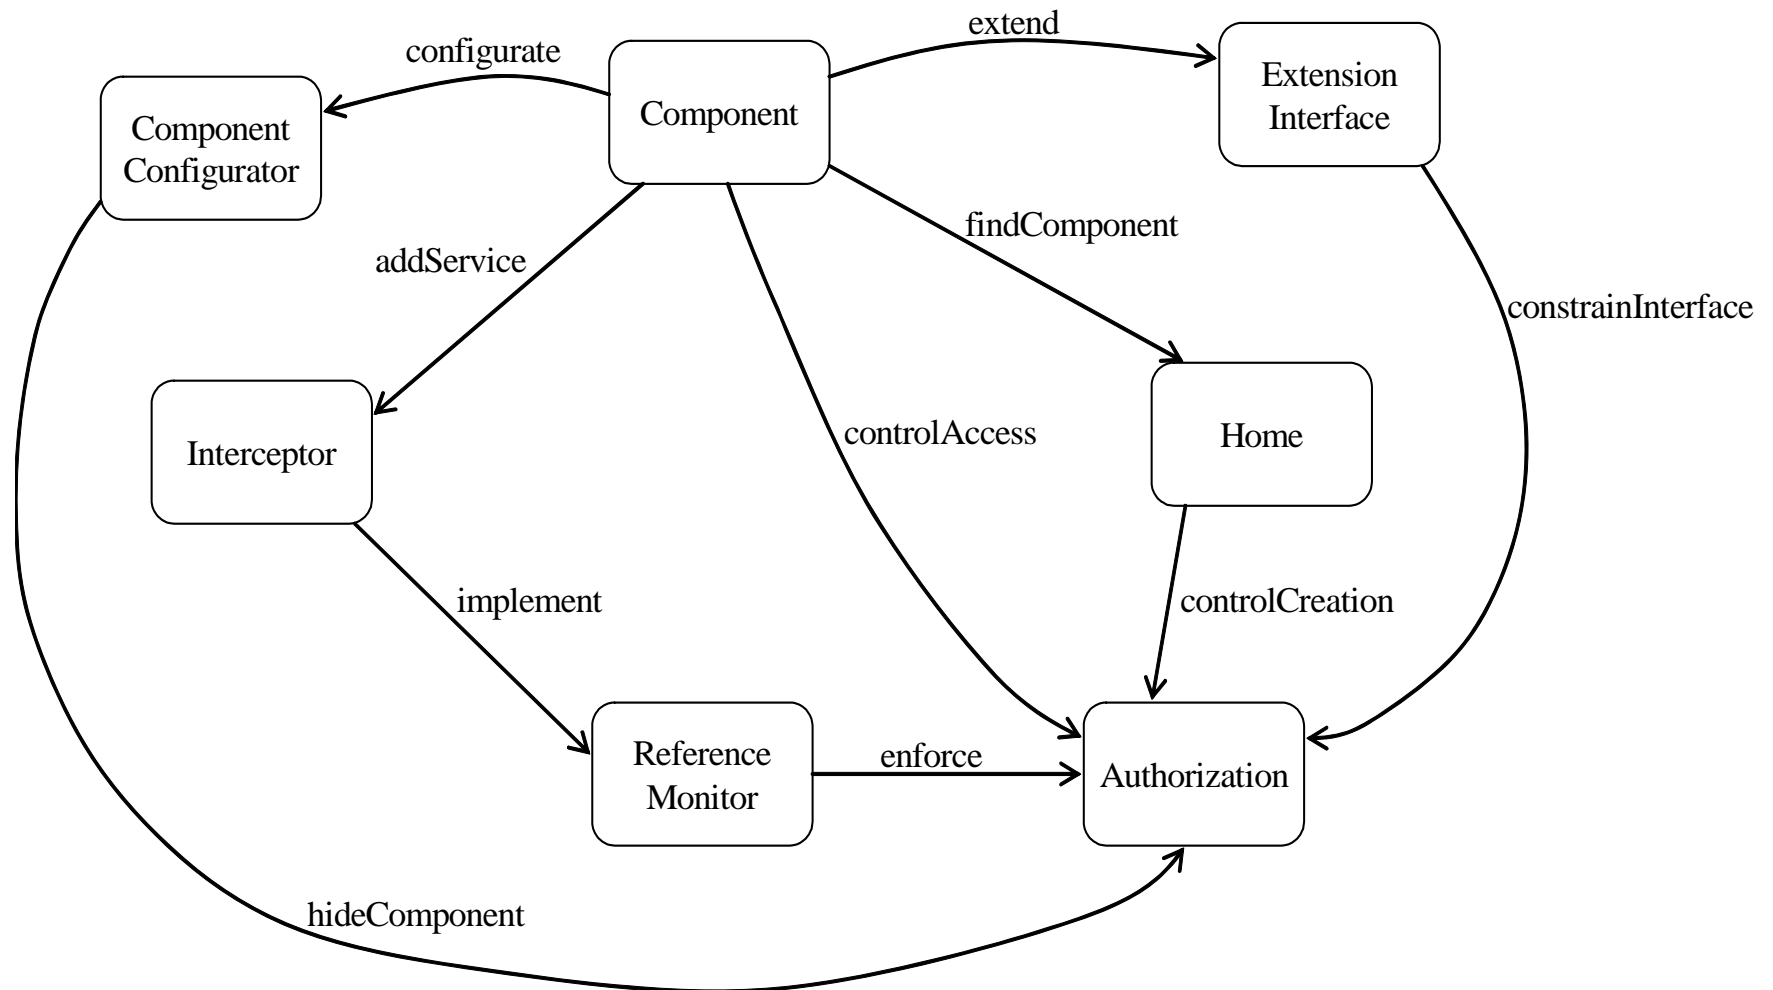 extend
configurate
Component
Extension
Interface
Component
Configurator
findComponent
addService
constrainInterface
controlAccess
Home
Interceptor
implement
controlCreation
Reference
Monitor
enforce
Authorization
hideComponent